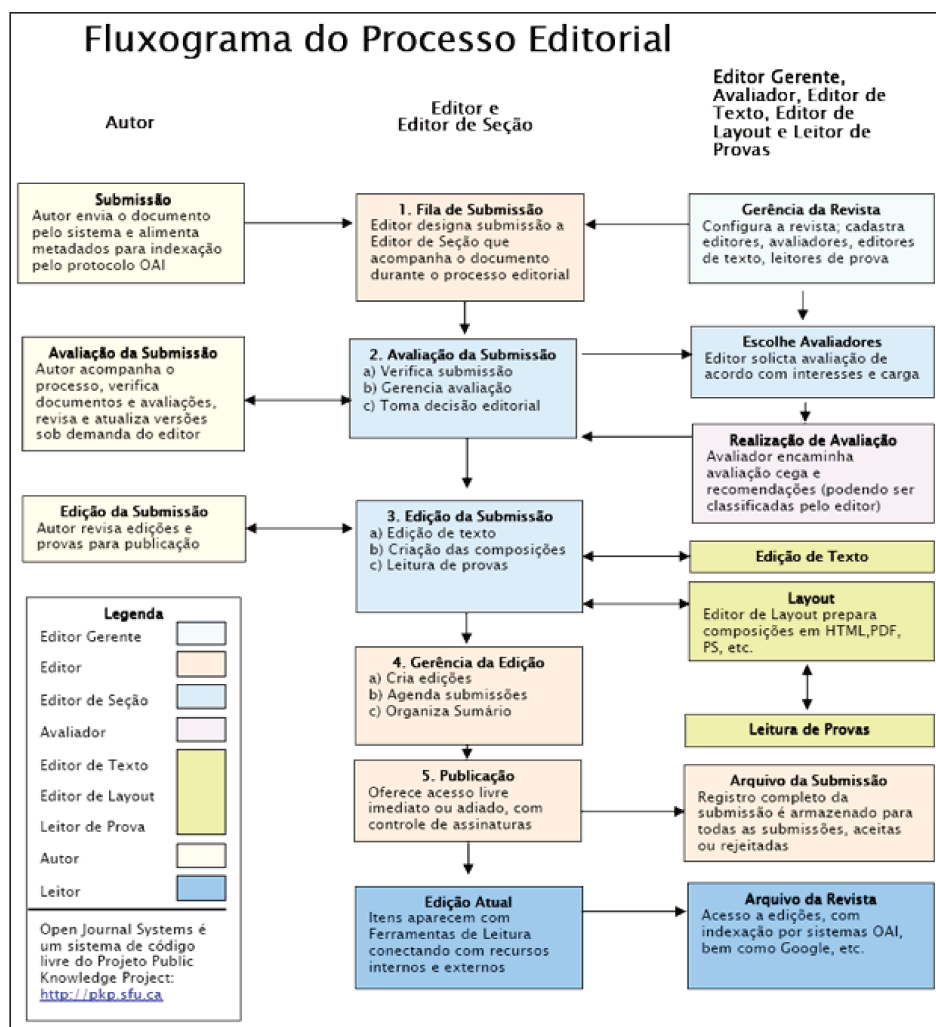 Fluxograma do Processo Editorial
Autor
Editor e
Editor de Seção
Editor Gerente,
Avaliador, Editor de
Texto, Editor de
Layout e Leitor de
Provas
Submissão
Autor envia o documento
pelo sistema e alimenta
metadados para indexação
pelo protocolo OAI
1. Fila de Submissão
Editor designa submissão a
Editor de Seção que
acompanha o documento
durante o processo editorial
Gerência da Revista
Configura a revista; cadastra
editores, avaliadores, editores
de texto, leitores de prova
Avaliação da Submissão
Autor acompanha o
processo, verifica
documentos e avaliações,
revisa e atualiza versões
sob demanda do editor
2. Avaliação da Submissão
a) Verifica submissão
b) Gerencia avaliação
c) Toma decisão editorial
Escolhe Avaliadores
Editor solicta avaliação de
acordo com interesses e carga
Realização de Avaliação
Avaliador encaminha
avaliação cega e
recomendações (podendo ser
classificadas pelo editor)
Edição da Submissão
Autor revisa edições e
provas para publicação
3. Edição da Submissão
a) Edição de texto
b) Criação das composições
c) Leitura de provas
Edição de Texto
Layout
Editor de Layout prepara
composições em HTML,PDF,
PS, etc.
Leitura de Provas
4. Gerência da Edição
a) Cria edições
b) Agenda submissões
c) Organiza Sumário
5. Publicação
Oferece acesso livre
imediato ou adiado, com
controle de assinaturas
Arquivo da Submissão
Registro completo da
submissão é armazenado para
todas as submissões, aceitas
ou rejeitadas
Edição Atual
Itens aparecem com
Ferramentas de Leitura
conectando com recursos
internos e externos
Arquivo da Revista
Acesso a edições, com
indexação por sistemas OAI,
bem como Google, etc.
Legenda
Editor Gerente
Editor
Editor de Seção
Avaliador
Editor de Texto
Editor de Layout
Leitor de Prova
Autor
Leitor
Open Journal Systems é
um sistema de código
livre do Projeto Public
Knowledge Project:
http://pkp.sfu.ca